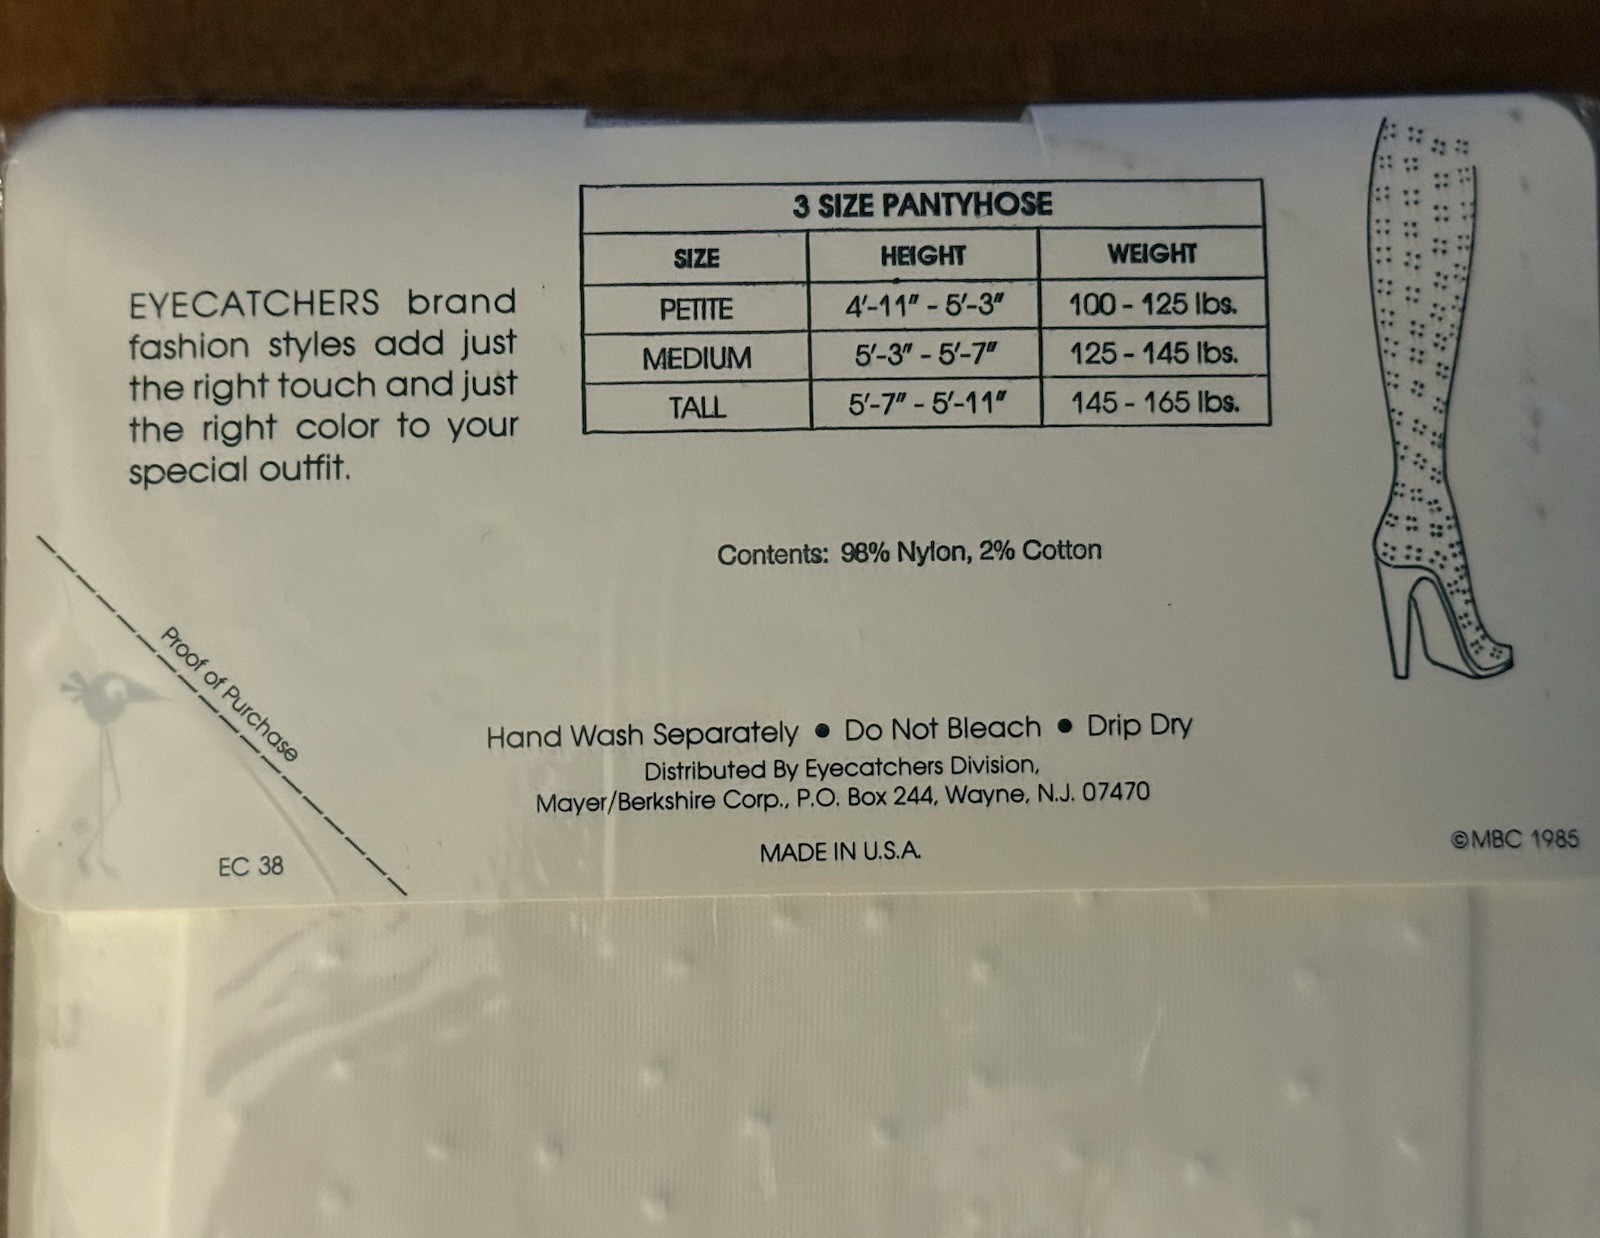 EYECATCHERS brand
fashion styles add just
the right touch and just
the right color to your
special outfit.
3 SIZE PANTYHOSE
SIZE HEIGHT WEIGHT
PETITE 4'-11" - 5'-3" 100 - 125 lbs.
MEDIUM 5'-3" - 5'-7" 125 - 145 lbs.
TALL 5'-7" - 5'-11" 145 - 165 lbs.
Contents: 98% Nylon, 2% Cotton
Proof of Purchase
EC 38
Hand Wash Separately • Do Not Bleach • Drip Dry
Distributed By Eyecatchers Division,
Mayer/Berkshire Corp., P.O. Box 244, Wayne, N.J. 07470
MADE IN U.S.A.
©MBC 1985